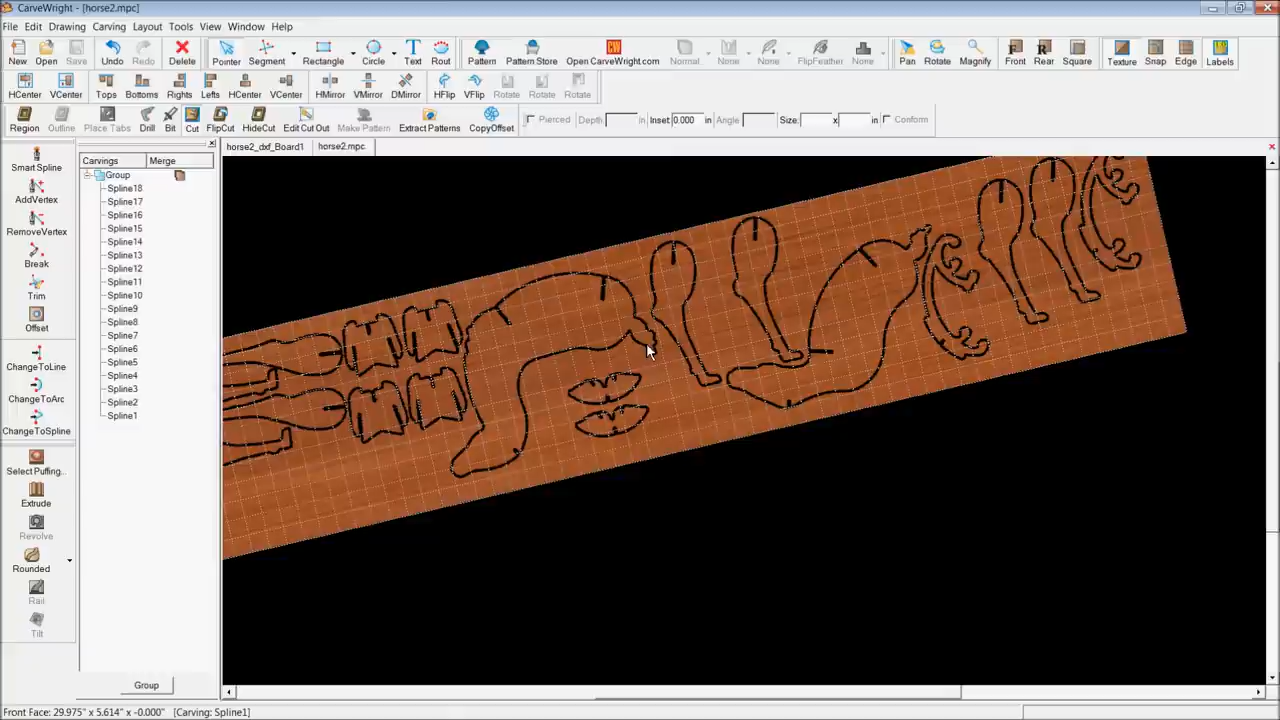 CarveWright - [horse2.mpc]
File Edit Drawing Carving Layout Tools View Window Help
New Open Save Undo Redo Delete Pointer Segment Rectangle Circle Text Rout Pattern Pattern Store Open CarveWright.com Normal... None None FlipFeather None Pan Rotate Magnify Front Rear Square Texture Snap Edge Labels
HCenter VCenter Tops Bottoms Rights Lefts HCenter VCenter HMirror VMirror DMirror HFlip VFlip Rotate Rotate Rotate
Region Outline Place Tabs Drill Bit Cut FlipCut HideCut Edit Cut Out Make Pattern Extract Patterns CopyOffset Pierced Depth in Inset: 0.000 in Angle Size: x in Conform
horse2_dxf_Board1 horse2.mpc
Carvings Merge
Group
Spline18
Spline17
Spline16
Spline15
Spline14
Spline13
Spline12
Spline11
Spline10
Spline9
Spline8
Spline7
Spline6
Spline5
Spline4
Spline3
Spline2
Spline1
Smart Spline
AddVertex
RemoveVertex
Break
Trim
Offset
ChangeToLine
ChangeToArc
ChangeToSpline
Select Puffing...
Extrude
Revolve
Rounded
Rail
Tilt
Group
Front Face: 29.975" x 5.614" x -0.000" [Carving: Spline1]